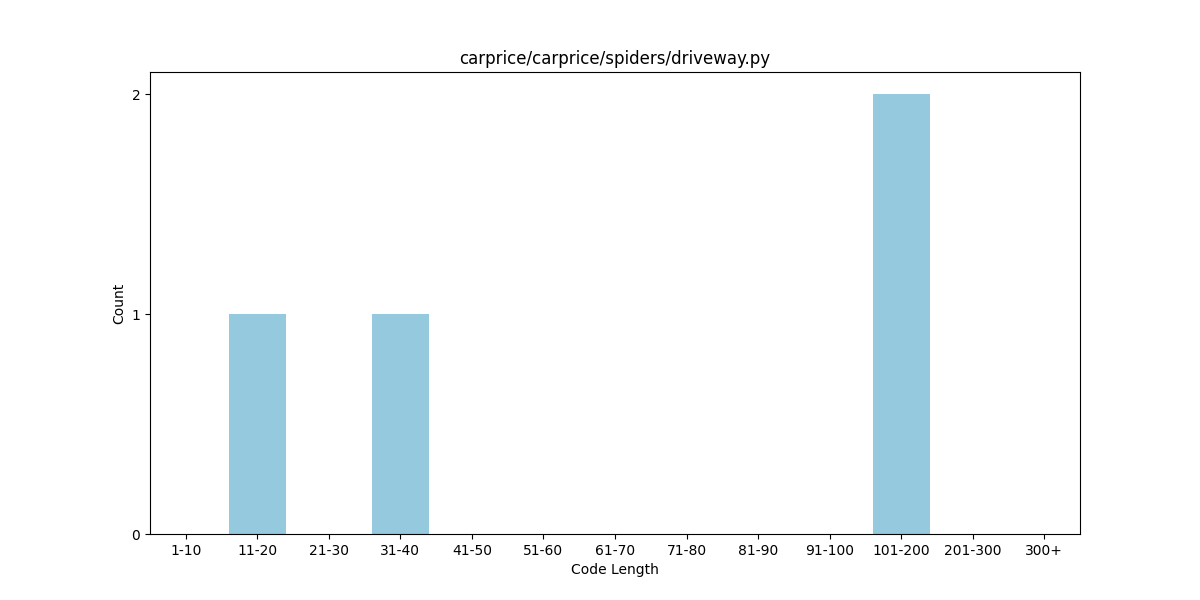 carprice/carprice/spiders/driveway.py
2
1
0
Count
1-10 11-20 21-30 31-40 41-50 51-60 61-70 71-80 81-90 91-100 101-200 201-300 300+
Code Length